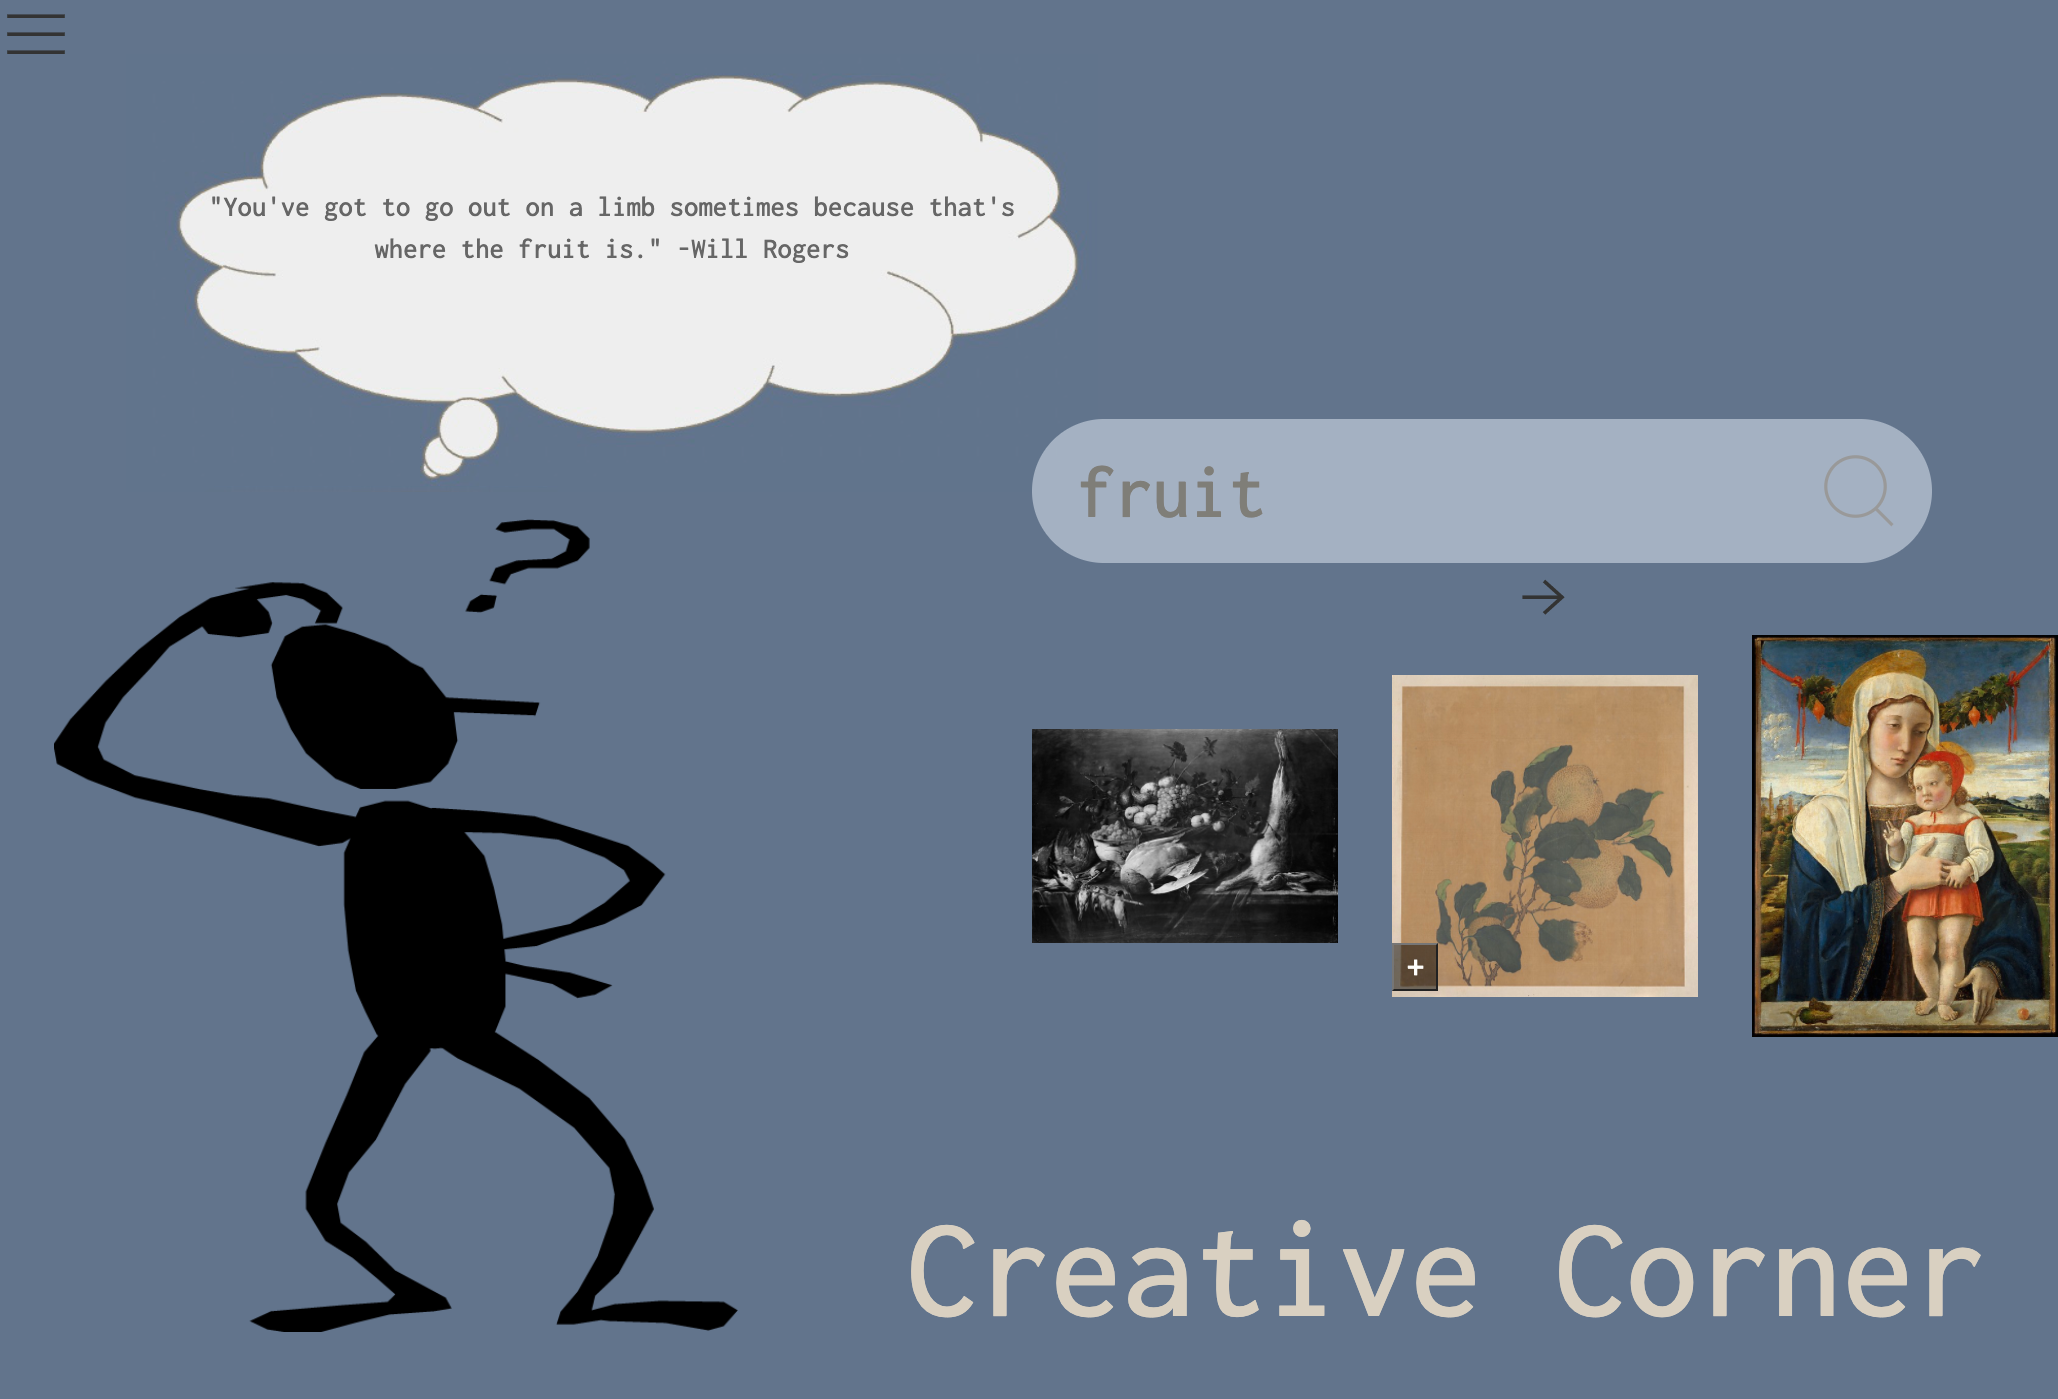 "You've got to go out on a limb sometimes because that's
where the fruit is." -Will Rogers
?
fruit
+
Creative Corner